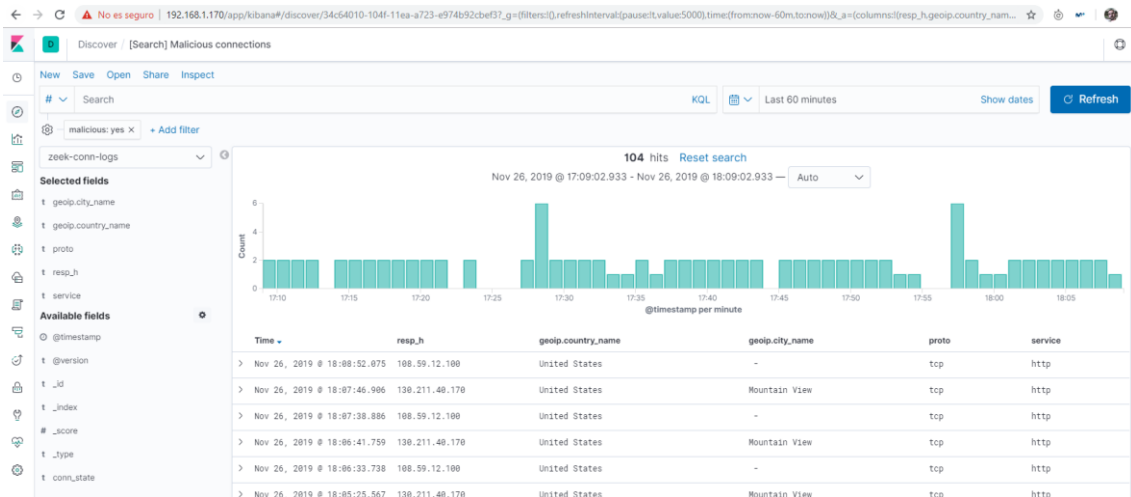 No es seguro | 192.168.1.170/app/kibana#/discover/34c64010-104f-11ea-a723-e974b92cbef3?_g=(filters:!(),refreshInterval:(pause:!t,value:5000),time:(from:now-60m,to:now))&_a=(columns:!(resp_h,geoip.country_nam...
D Discover / [Search] Malicious connections
New Save Open Share Inspect
# Search KQL Last 60 minutes Show dates Refresh
malicious: yes × + Add filter
zeek-conn-logs
104 hits Reset search
Nov 26, 2019 @ 17:09:02.933 - Nov 26, 2019 @ 18:09:02.933 — Auto
Selected fields
t geoip.city_name
t geoip.country_name
t proto
t resp_h
t service
Available fields
@timestamp
t @version
t _id
t _index
# _score
t _type
t conn_state
Count
6
4
2
0
17:10 17:15 17:20 17:25 17:30 17:35 17:40 17:45 17:50 17:55 18:00 18:05
@timestamp per minute
Time resp_h geoip.country_name geoip.city_name proto service
Nov 26, 2019 @ 18:08:52.075 108.59.12.100 United States - tcp http
Nov 26, 2019 @ 18:07:46.906 130.211.40.170 United States Mountain View tcp http
Nov 26, 2019 @ 18:07:38.886 108.59.12.100 United States - tcp http
Nov 26, 2019 @ 18:06:41.759 130.211.40.170 United States Mountain View tcp http
Nov 26, 2019 @ 18:06:33.738 108.59.12.100 United States - tcp http
Nov 26, 2019 @ 18:05:25.567 130.211.40.170 United States Mountain View tcp http